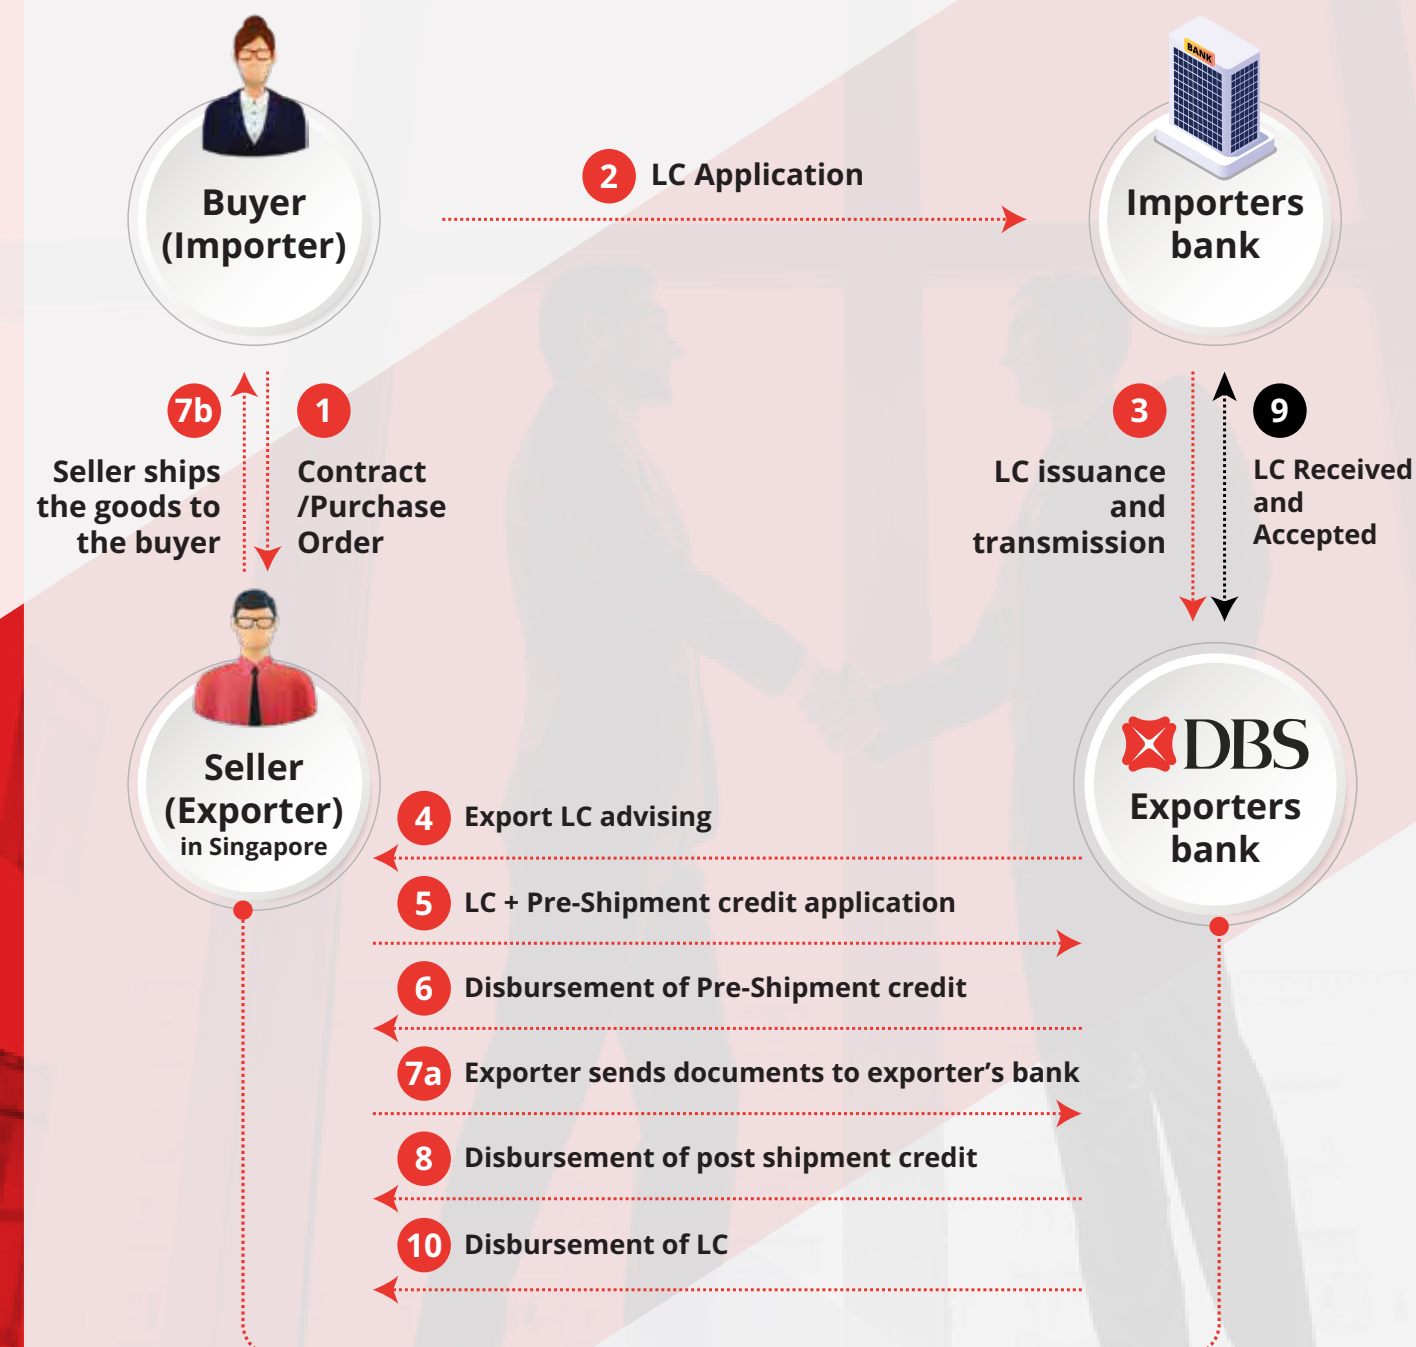 BANK
Buyer
(Importer)
2 LC Application
Importers
bank
7b
Seller ships
the goods to
the buyer
1
Contract
/Purchase
Order
3
LC issuance
and
transmission
9
LC Received
and
Accepted
Seller
(Exporter)
in Singapore
DBS
Exporters
bank
4 Export LC advising
5 LC + Pre-Shipment credit application
6 Disbursement of Pre-Shipment credit
7a Exporter sends documents to exporter’s bank
8 Disbursement of post shipment credit
10 Disbursement of LC